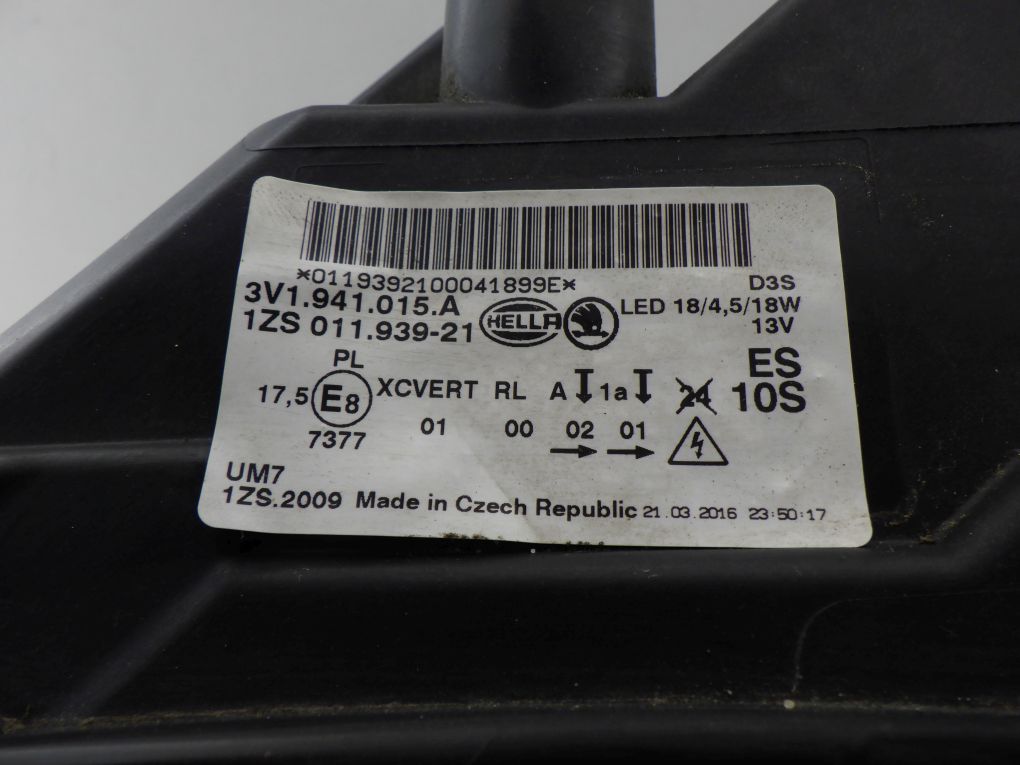 *0119392100041899E*
D3S
3V1.941.015.A
LED 18/4,5/18W
1ZS 011.939-21
HELLA
13V
PL
ES
17,5 E8 XCVERT RL A 1a 24 10S
7377 01 00 02 01
UM7
1ZS.2009 Made in Czech Republic 21.03.2016 23:50:17